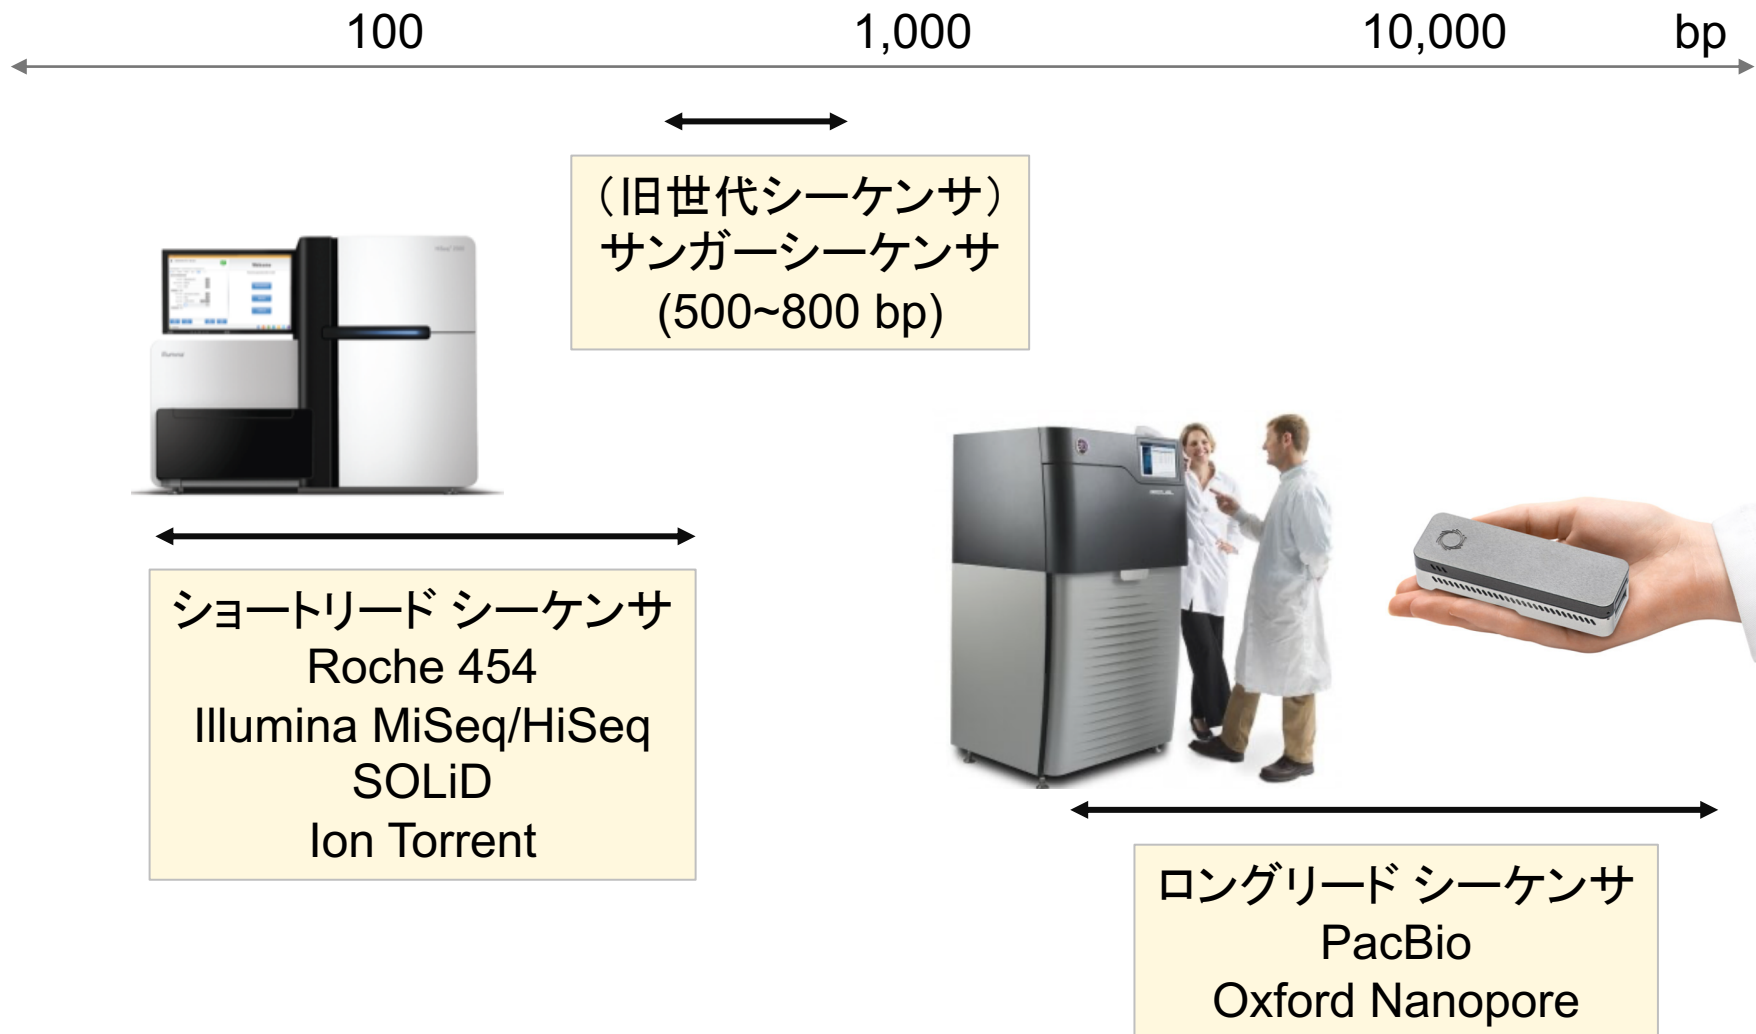 100 1,000 10,000 bp
（旧世代シーケンサ）
サンガーシーケンサ
(500~800 bp)
Welcome
illumina
ショートリード シーケンサ
Roche 454
Illumina MiSeq/HiSeq
SOLiD
Ion Torrent
ロングリード シーケンサ
PacBio
Oxford Nanopore